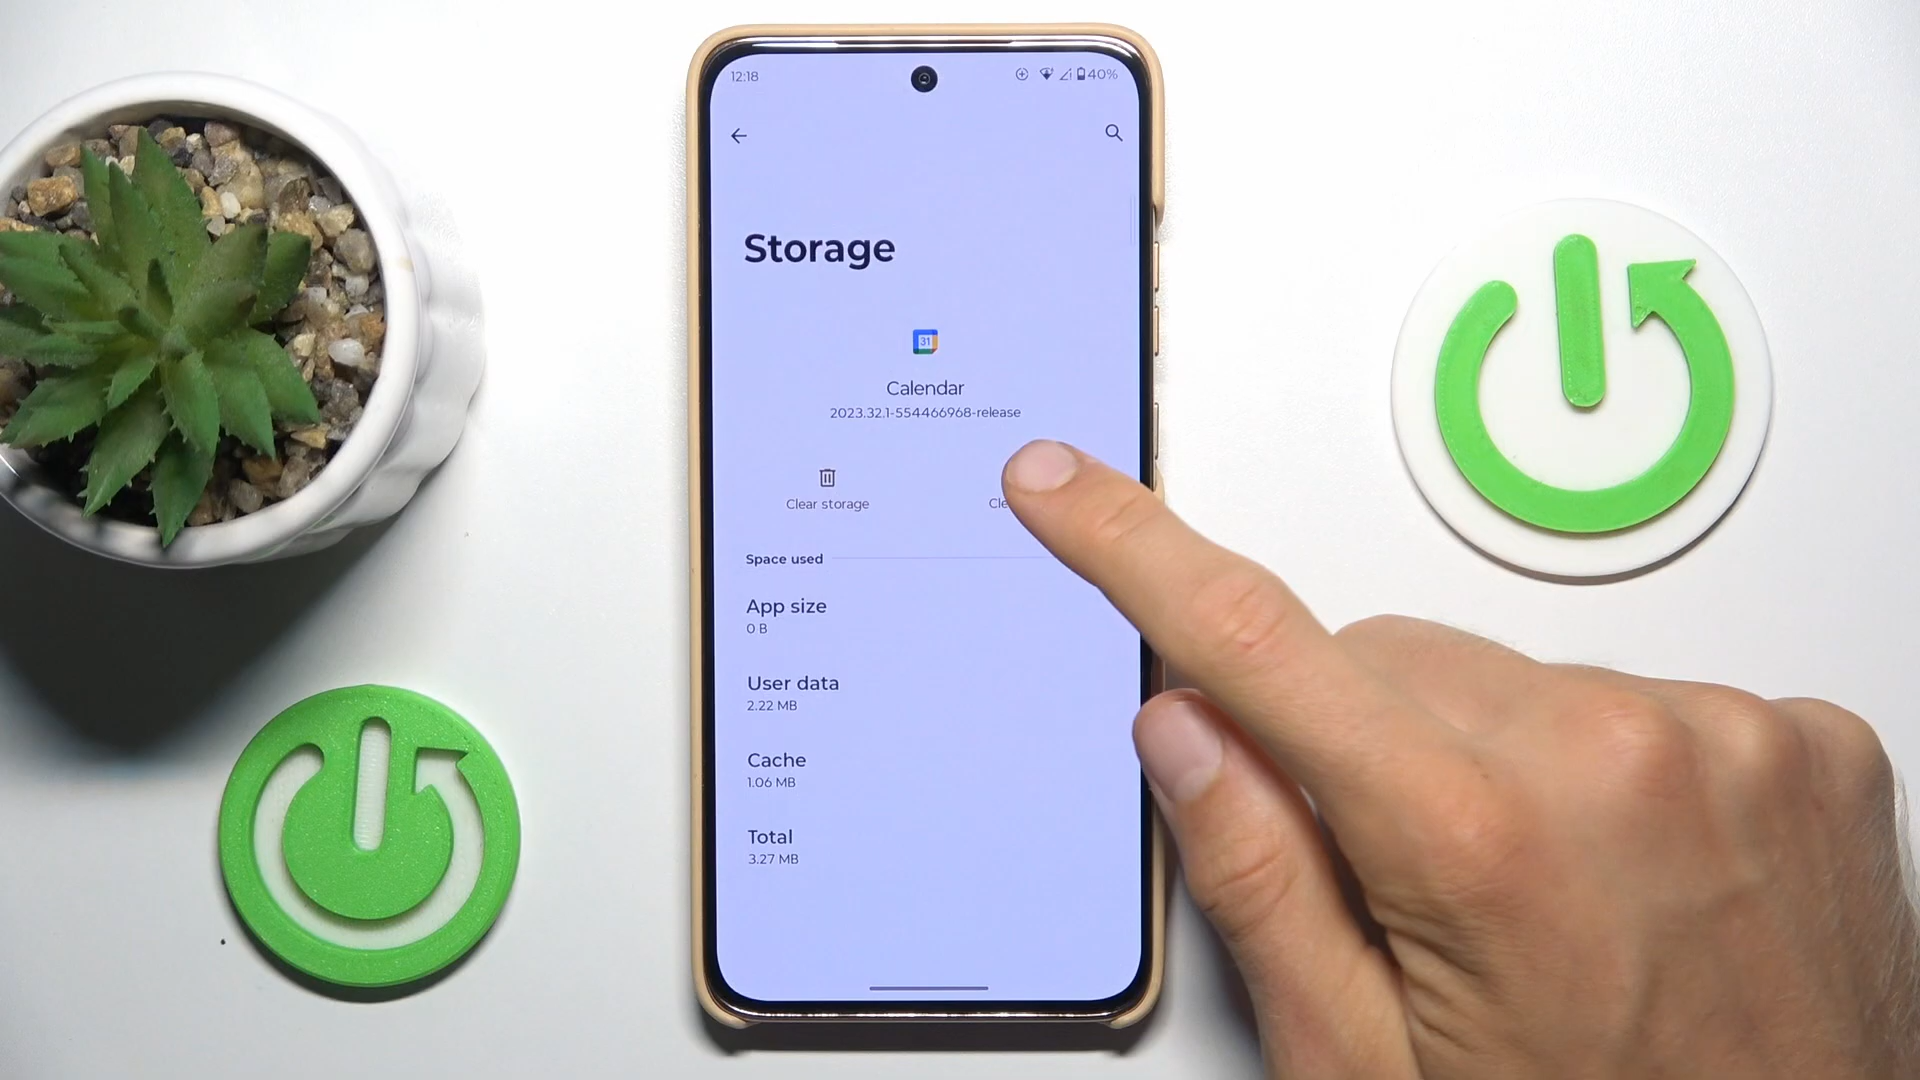 12:18
40%
Storage
31
Calendar
2023.32.1-554466968-release
Clear storage
Space used
App size
0 B
User data
2.22 MB
Cache
1.06 MB
Total
3.27 MB